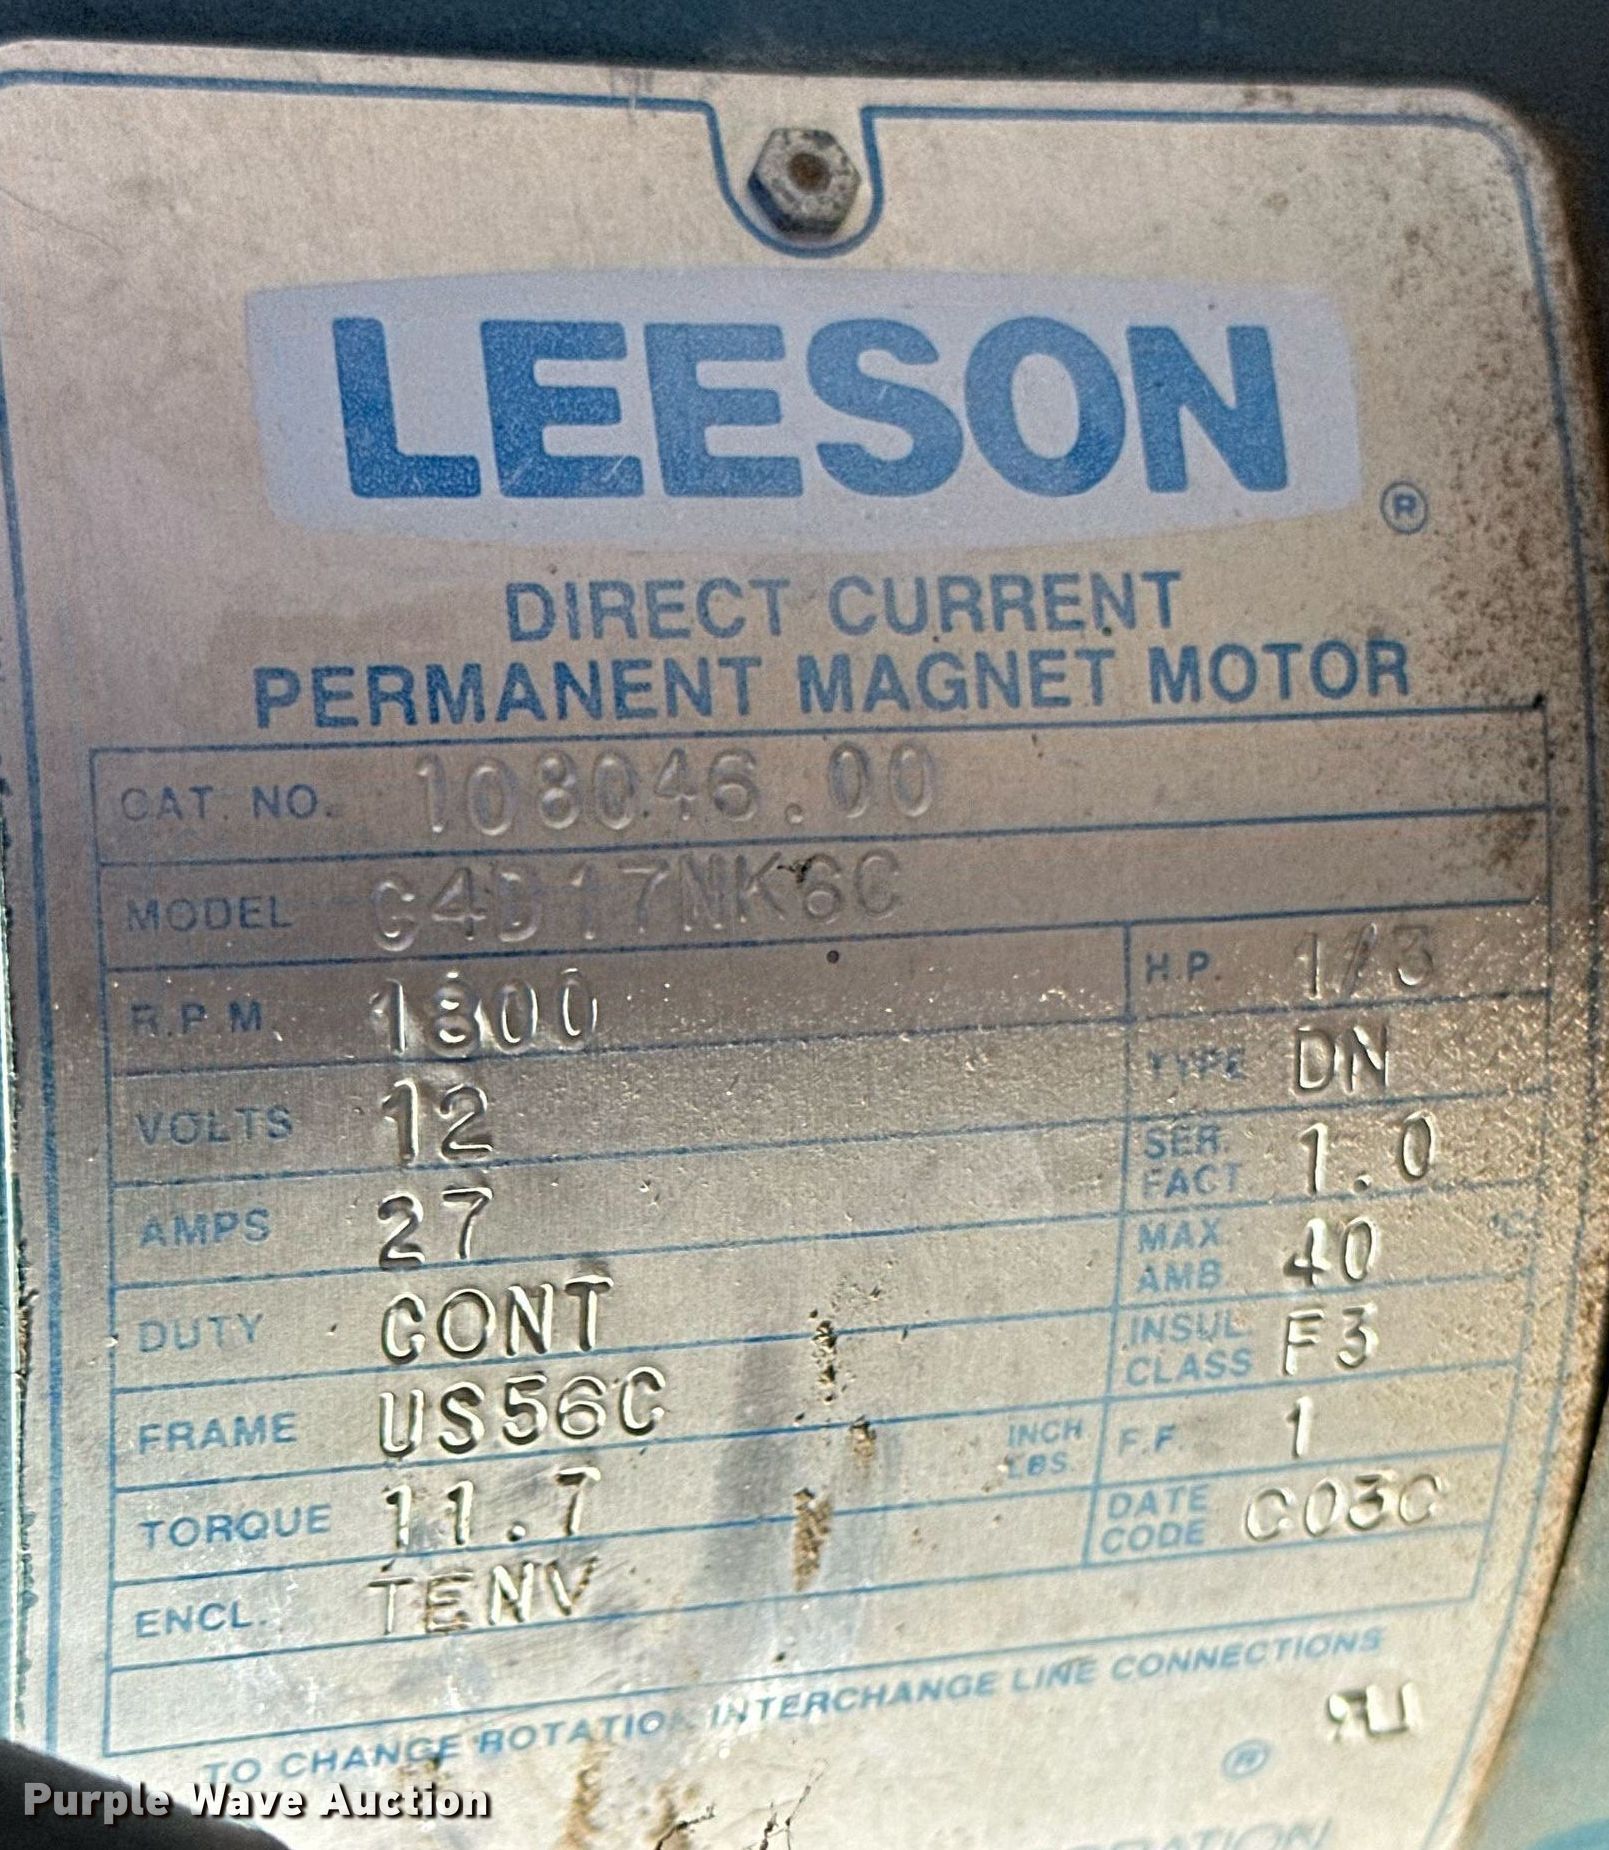 LEESON
®
DIRECT CURRENT
PERMANENT MAGNET MOTOR
CAT. NO. 108046.00
MODEL C4D17NK6C
R.P.M. 1800 H.P. 1/3
VOLTS 12 TYPE DN
AMPS 27 SER. FACT. 1.0
DUTY CONT MAX. AMB. 40 °C
FRAME US56C INSUL. CLASS F3
TORQUE 11.7 INCH LBS. F.F. 1
ENCL. TENV DATE CODE C03C
TO CHANGE ROTATION INTERCHANGE LINE CONNECTIONS
®
Purple Wave Auction